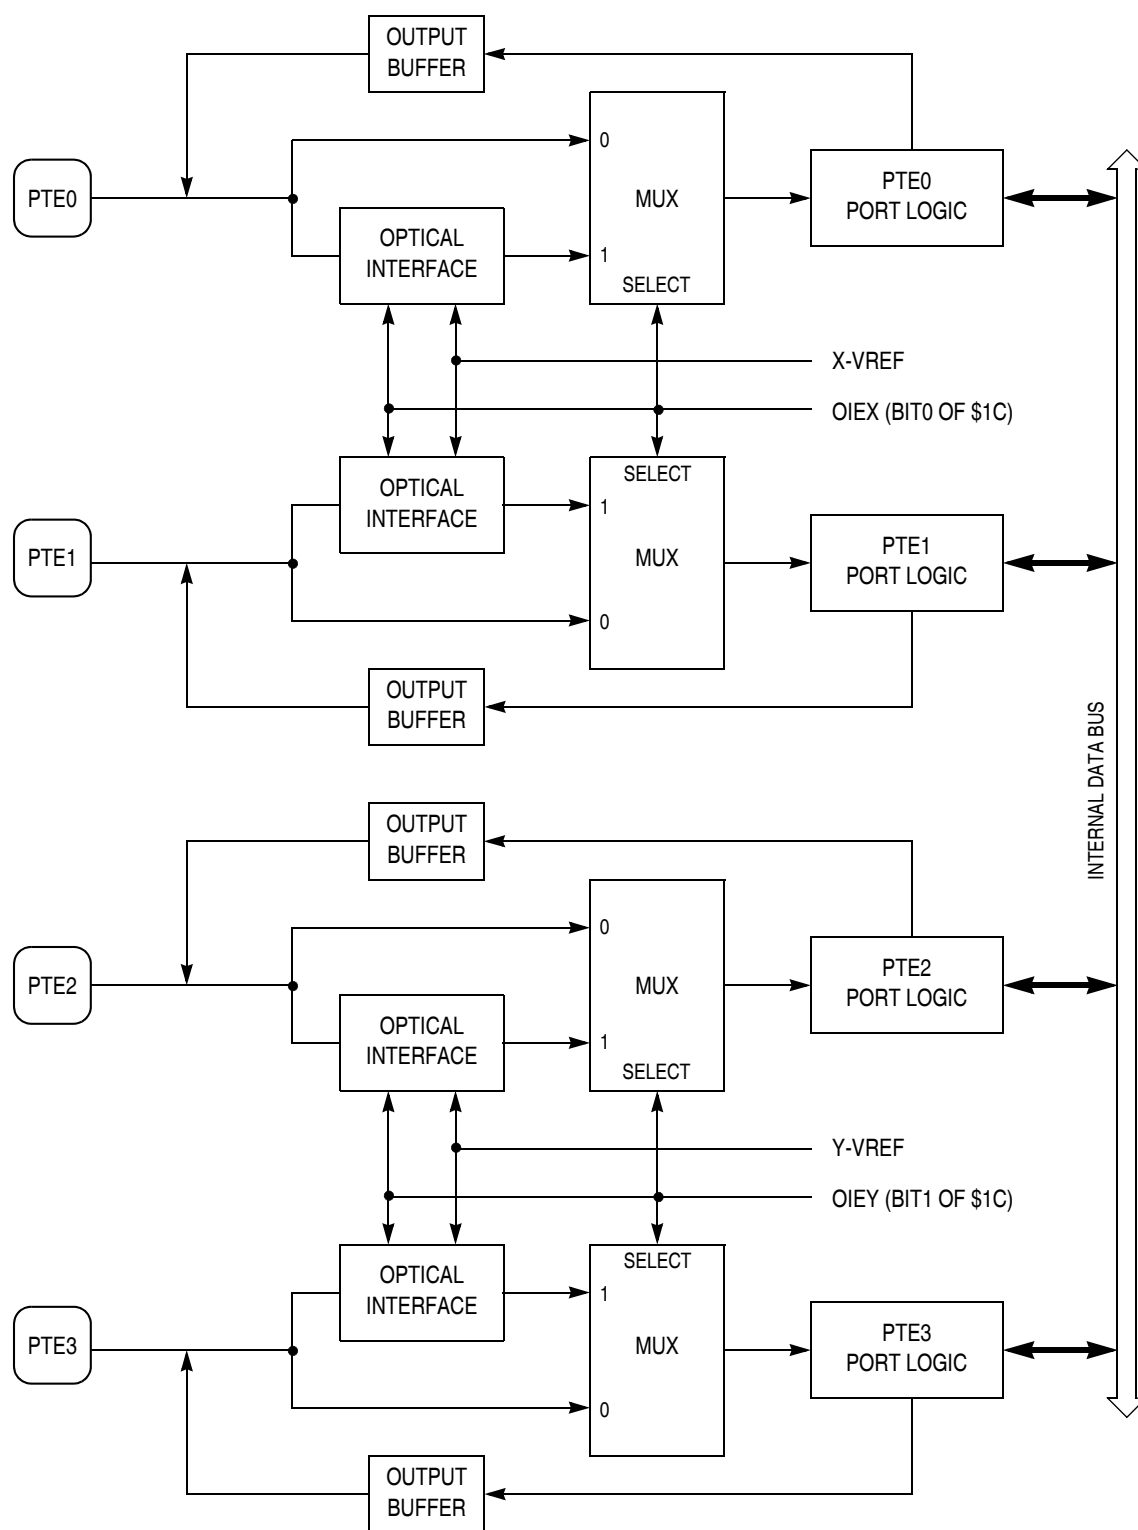 OUTPUT
BUFFER
0
PTE0
MUX
PTE0
PORT LOGIC
OPTICAL
INTERFACE
1
SELECT
X-VREF
OIEX (BIT0 OF $1C)
SELECT
OPTICAL
INTERFACE
1
PTE1
MUX
PTE1
PORT LOGIC
0
OUTPUT
BUFFER
INTERNAL DATA BUS
OUTPUT
BUFFER
0
PTE2
MUX
PTE2
PORT LOGIC
OPTICAL
INTERFACE
1
SELECT
Y-VREF
OIEY (BIT1 OF $1C)
SELECT
OPTICAL
INTERFACE
1
PTE3
MUX
PTE3
PORT LOGIC
0
OUTPUT
BUFFER